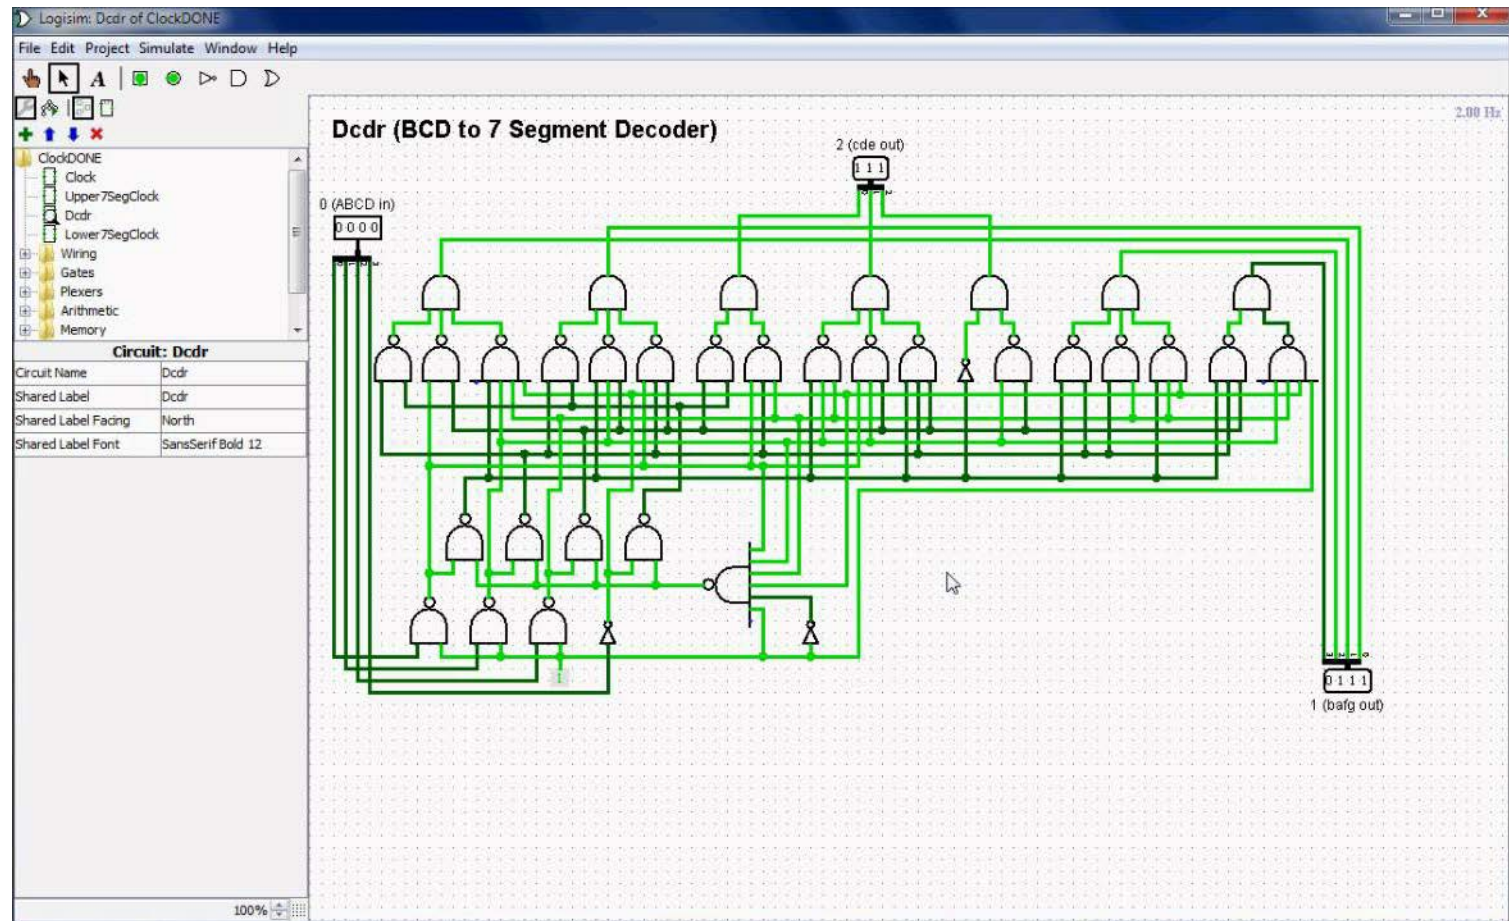 Logisim: Dcdr of ClockDONE
File Edit Project Simulate Window Help
A
2.00 Hz
Dcdr (BCD to 7 Segment Decoder)
2 (cde out)
1 1 1
0 (ABCD in)
0 0 0 0
ClockDONE
Clock
Upper7SegClock
Dcdr
Lower7SegClock
Wiring
Gates
Plexers
Arithmetic
Memory
Circuit: Dcdr
Circuit Name Dcdr
Shared Label Dcdr
Shared Label Facing North
Shared Label Font SansSerif Bold 12
1
0 1 1 1
1 (bafg out)
100%